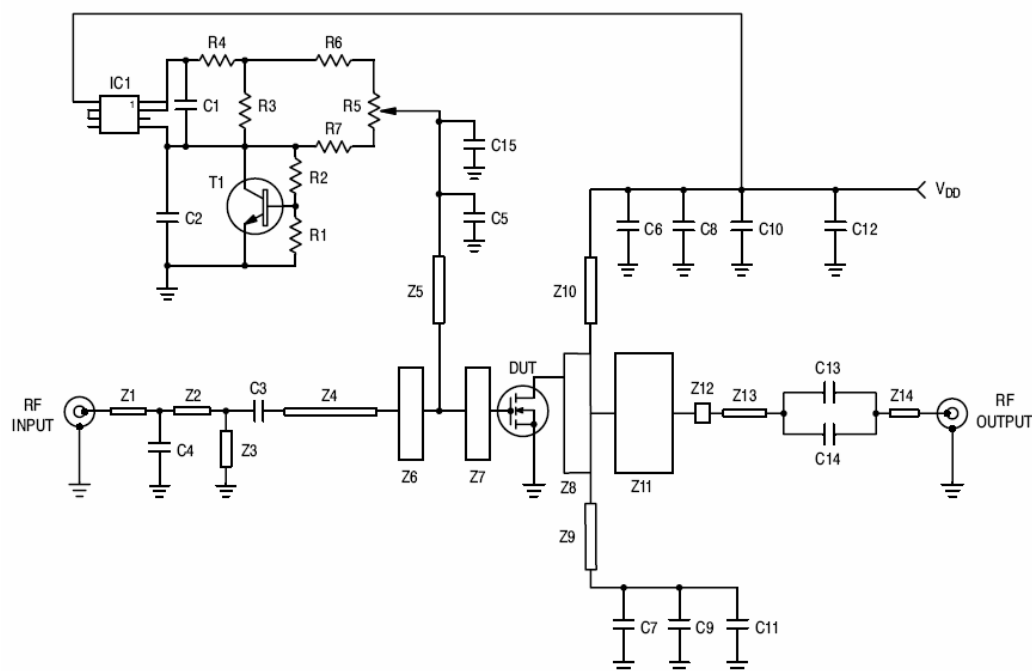 R4
R6
IC1
1
C1
R3
R5
R7
C15
T1
R2
C2
R1
C5
V_DD
C6
C8
C10
C12
Z5
Z10
DUT
C13
RF
INPUT
Z1
Z2
C3
Z4
Z12
Z13
Z14
RF
OUTPUT
C4
Z3
C14
Z6
Z7
Z8
Z11
Z9
C7
C9
C11